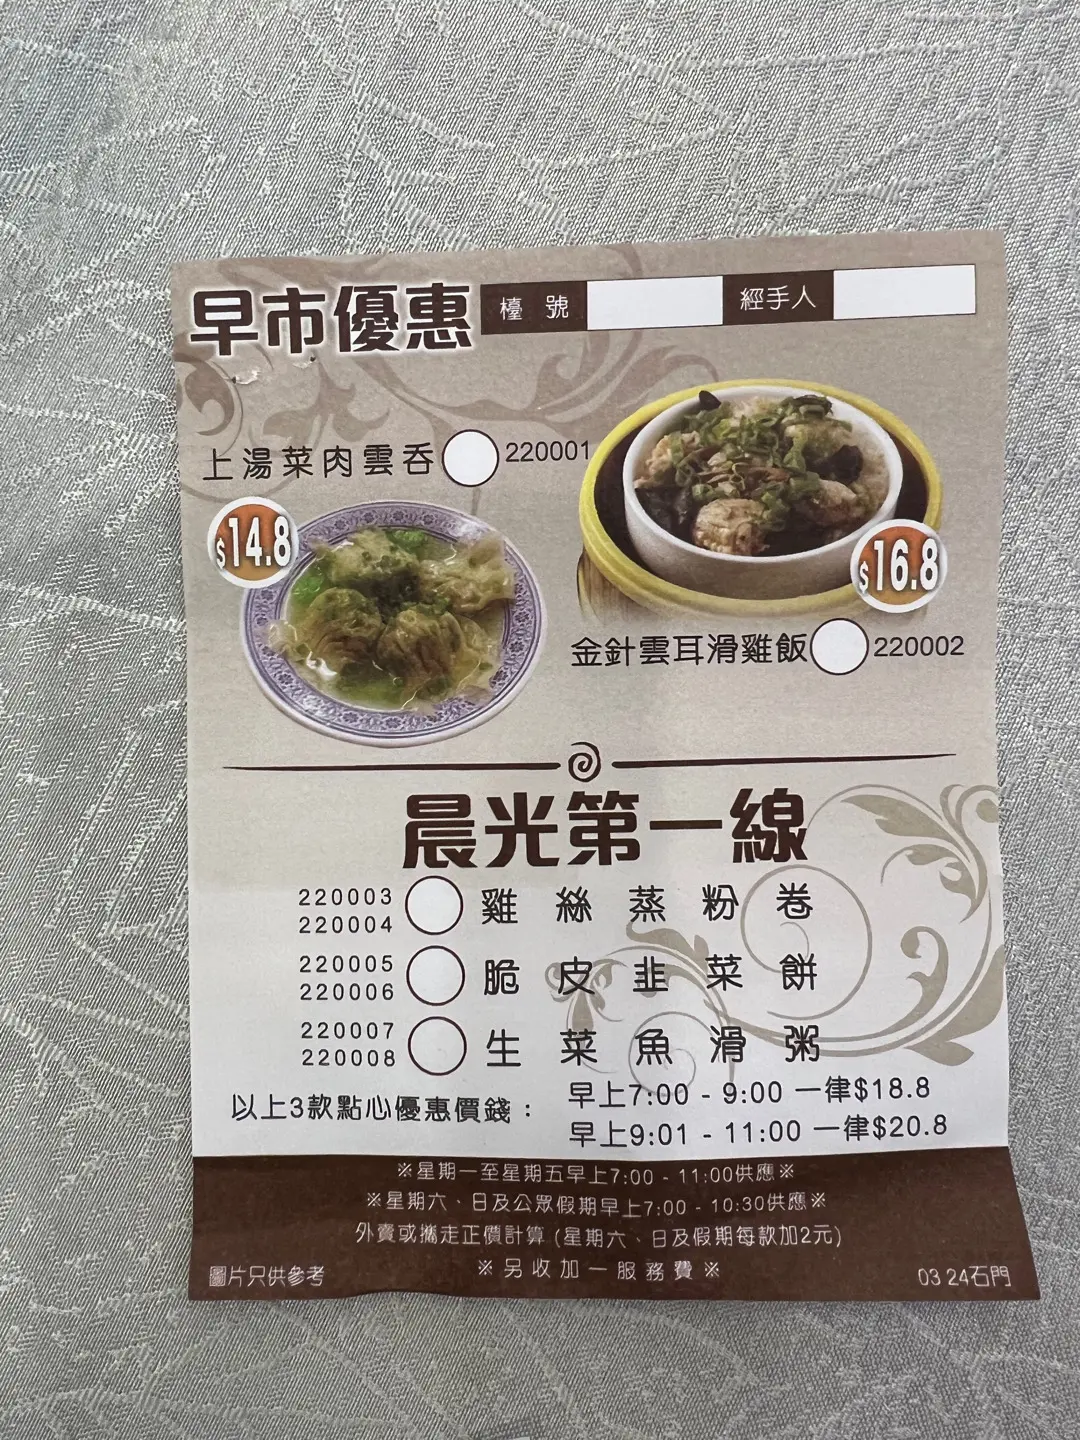 早市優惠 檯號 經手人
上湯菜肉雲吞 220001
$14.8
$16.8
金針雲耳滑雞飯 220002
晨光第一線
220003
220004
雞絲蒸粉卷
220005
220006
脆皮韭菜餅
220007
220008
生菜魚滑粥
以上3款點心優惠價錢：
早上7:00 - 9:00 一律$18.8
早上9:01 - 11:00 一律$20.8
※星期一至星期五早上7:00 - 11:00供應※
※星期六、日及公眾假期早上7:00 - 10:30供應※
外賣或攜走正價計算 (星期六、日及假期每款加2元)
※另收加一服務費※
圖片只供參考
03 24石門